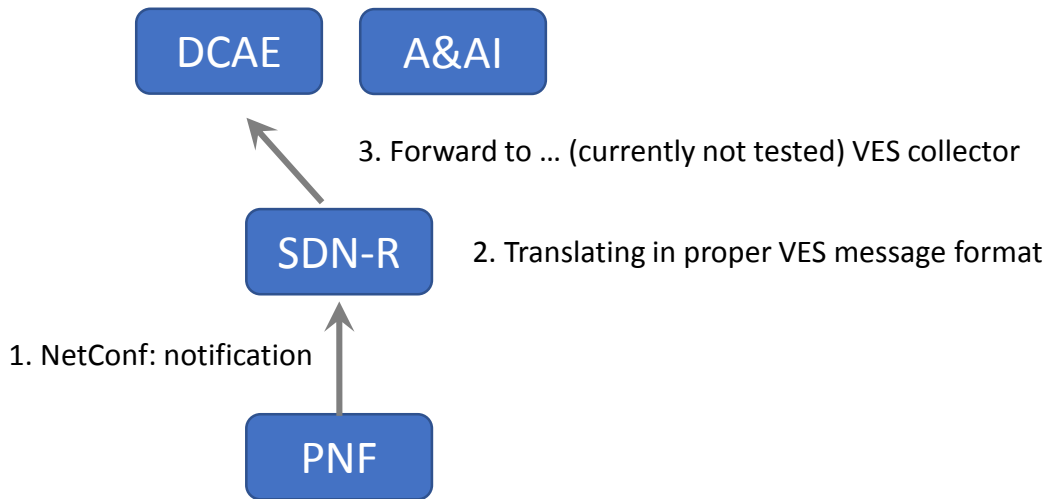 DCAE
A&AI
3. Forward to … (currently not tested) VES collector
SDN-R
2. Translating in proper VES message format
1. NetConf: notification
PNF